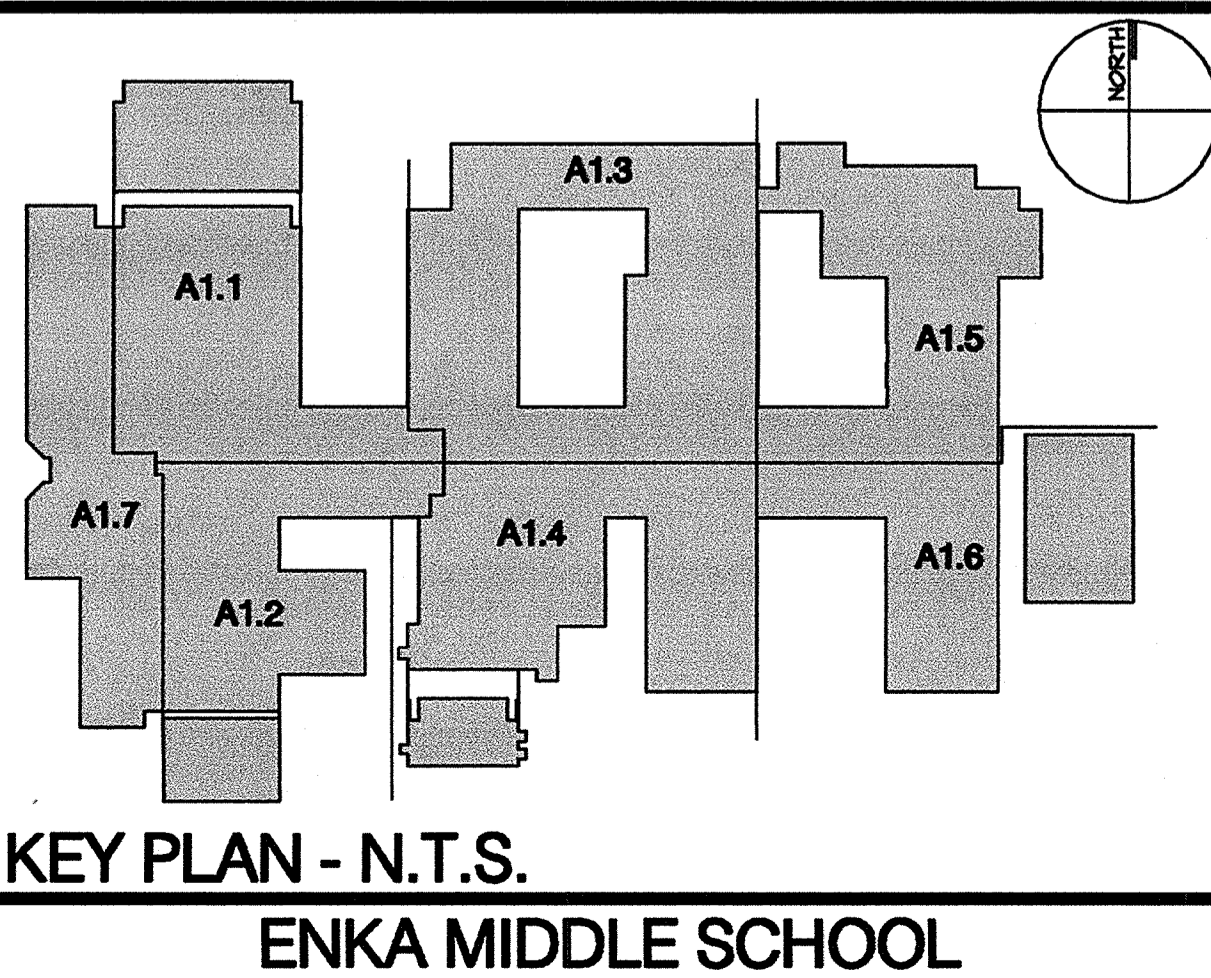 NORTH
A1.3
A1.1
A1.5
A1.7
A1.4
A1.6
A1.2
KEY PLAN - N.T.S.
ENKA MIDDLE SCHOOL